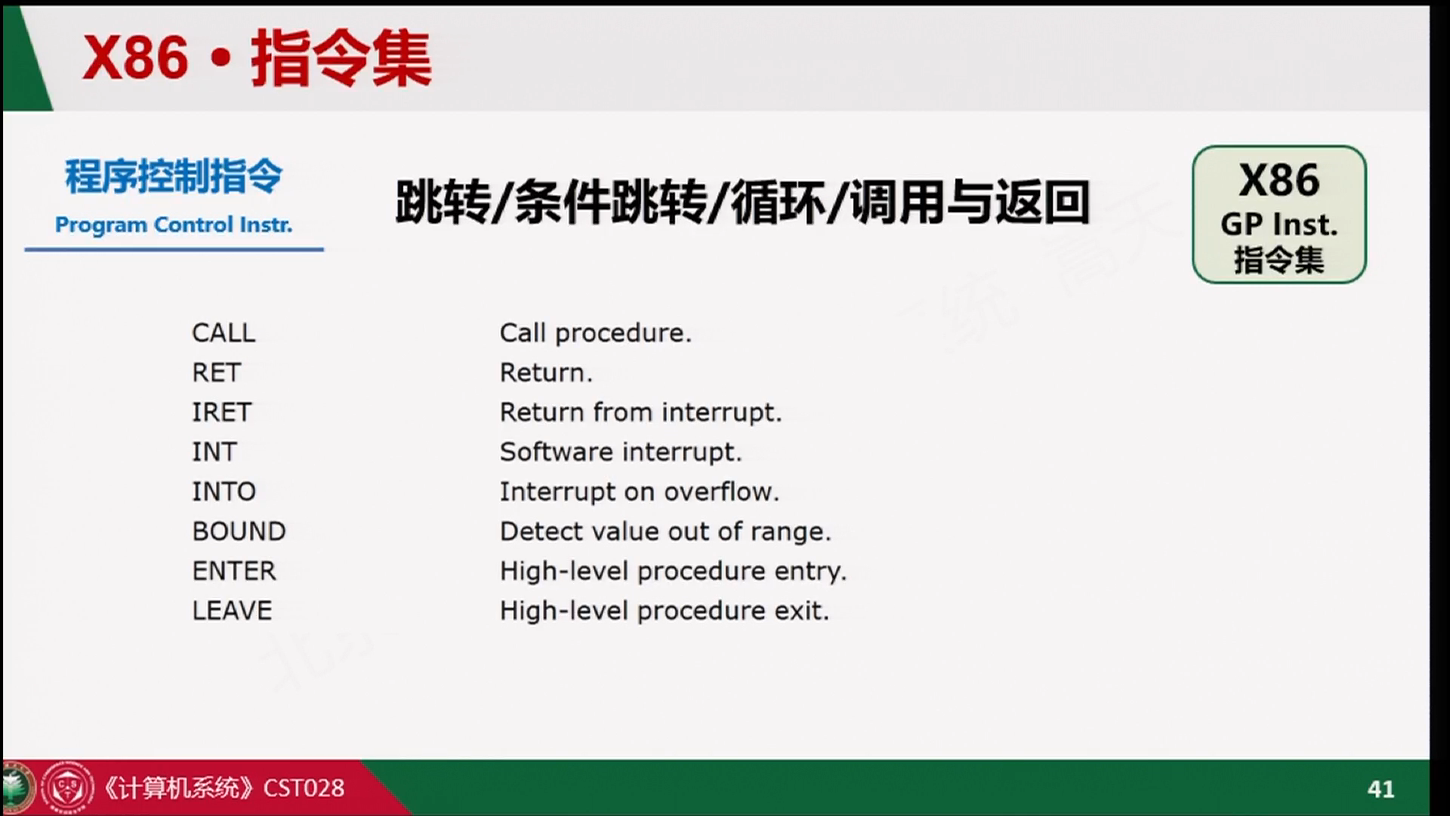 X86 • 指令集
程序控制指令
Program Control Instr.
跳转/条件跳转/循环/调用与返回
X86
GP Inst.
指令集
CALL Call procedure.
RET Return.
IRET Return from interrupt.
INT Software interrupt.
INTO Interrupt on overflow.
BOUND Detect value out of range.
ENTER High-level procedure entry.
LEAVE High-level procedure exit.
《计算机系统》CST028
41